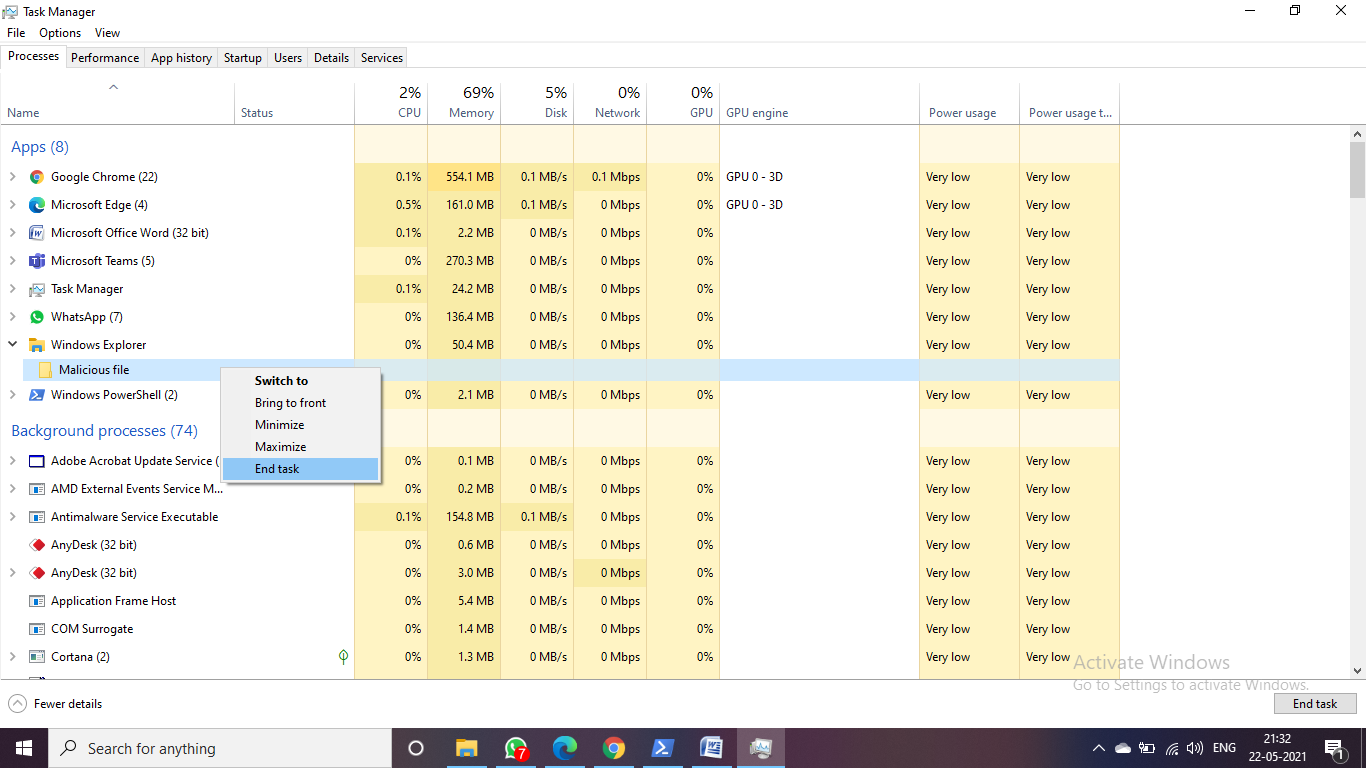 Task Manager
File Options View
Processes Performance App history Startup Users Details Services
2% 69% 5% 0% 0%
Name Status CPU Memory Disk Network GPU GPU engine Power usage Power usage t...
Apps (8)
Google Chrome (22) 0.1% 554.1 MB 0.1 MB/s 0.1 Mbps 0% GPU 0 - 3D Very low Very low
Microsoft Edge (4) 0.5% 161.0 MB 0.1 MB/s 0 Mbps 0% GPU 0 - 3D Very low Very low
Microsoft Office Word (32 bit) 0.1% 2.2 MB 0 MB/s 0 Mbps 0% Very low Very low
Microsoft Teams (5) 0% 270.3 MB 0 MB/s 0 Mbps 0% Very low Very low
Task Manager 0.1% 24.2 MB 0 MB/s 0 Mbps 0% Very low Very low
WhatsApp (7) 0% 136.4 MB 0 MB/s 0 Mbps 0% Very low Very low
Windows Explorer 0% 50.4 MB 0 MB/s 0 Mbps 0% Very low Very low
Malicious file
Switch to
Bring to front
Minimize
Maximize
End task
Windows PowerShell (2) 0% 2.1 MB 0 MB/s 0 Mbps 0% Very low Very low
Background processes (74)
Adobe Acrobat Update Service ( 0% 0.1 MB 0 MB/s 0 Mbps 0% Very low Very low
AMD External Events Service M... 0% 0.2 MB 0 MB/s 0 Mbps 0% Very low Very low
Antimalware Service Executable 0.1% 154.8 MB 0.1 MB/s 0 Mbps 0% Very low Very low
AnyDesk (32 bit) 0% 0.6 MB 0 MB/s 0 Mbps 0% Very low Very low
AnyDesk (32 bit) 0% 3.0 MB 0 MB/s 0 Mbps 0% Very low Very low
Application Frame Host 0% 5.4 MB 0 MB/s 0 Mbps 0% Very low Very low
COM Surrogate 0% 1.4 MB 0 MB/s 0 Mbps 0% Very low Very low
Cortana (2) 0% 1.3 MB 0 MB/s 0 Mbps 0% Very low Very low
Activate Windows
Go to Settings to activate Windows.
Fewer details End task
Search for anything 7 ENG 21:32
22-05-2021 1